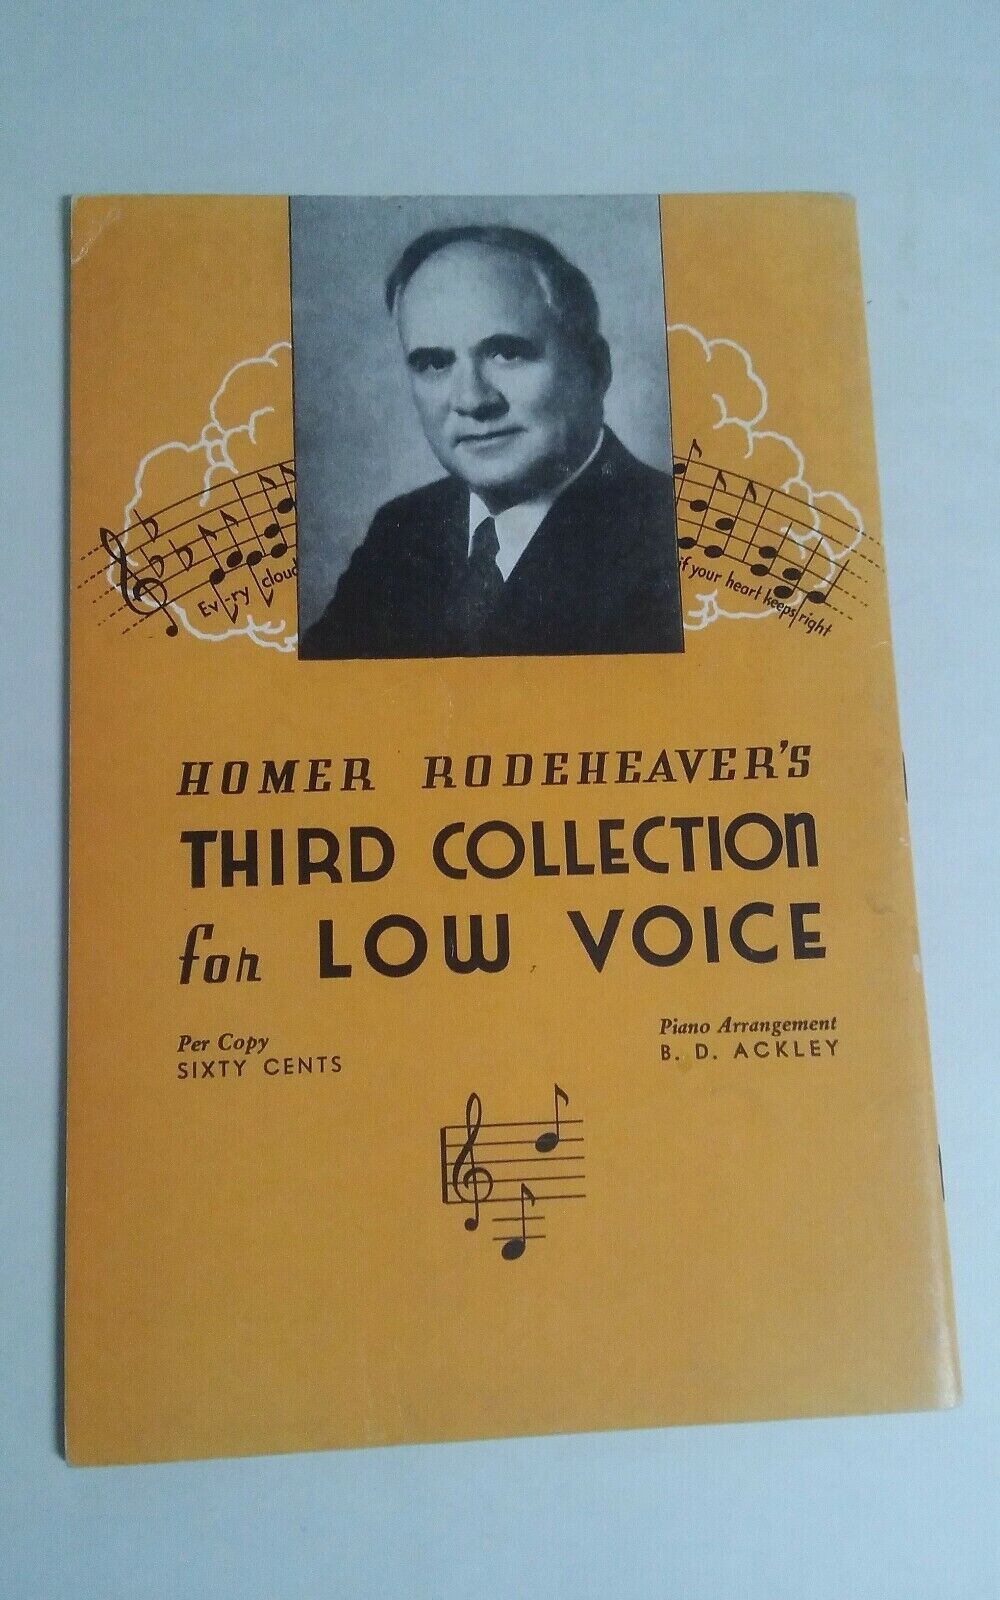 Ev-ry cloud
if your heart keeps right
HOMER RODEHEAVER'S
THIRD COLLECTION
for LOW VOICE
Per Copy
SIXTY CENTS
Piano Arrangement
B. D. ACKLEY